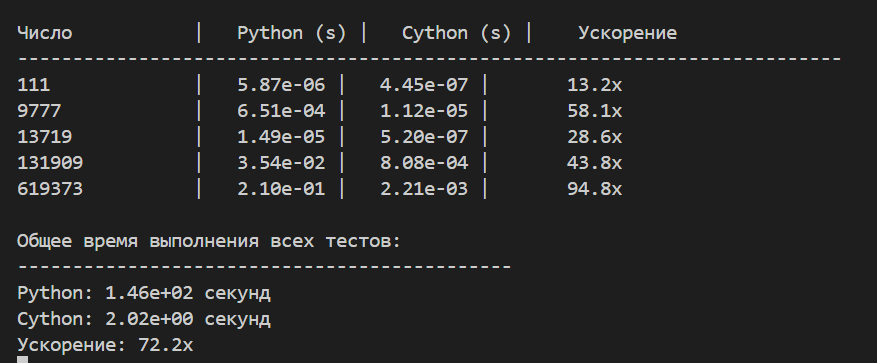 Число | Python (s) | Cython (s) | Ускорение
---------------------------------------------------------------------------
111 | 5.87e-06 | 4.45e-07 | 13.2x
9777 | 6.51e-04 | 1.12e-05 | 58.1x
13719 | 1.49e-05 | 5.20e-07 | 28.6x
131909 | 3.54e-02 | 8.08e-04 | 43.8x
619373 | 2.10e-01 | 2.21e-03 | 94.8x
Общее время выполнения всех тестов:
---------------------------------------------
Python: 1.46e+02 секунд
Cython: 2.02e+00 секунд
Ускорение: 72.2x